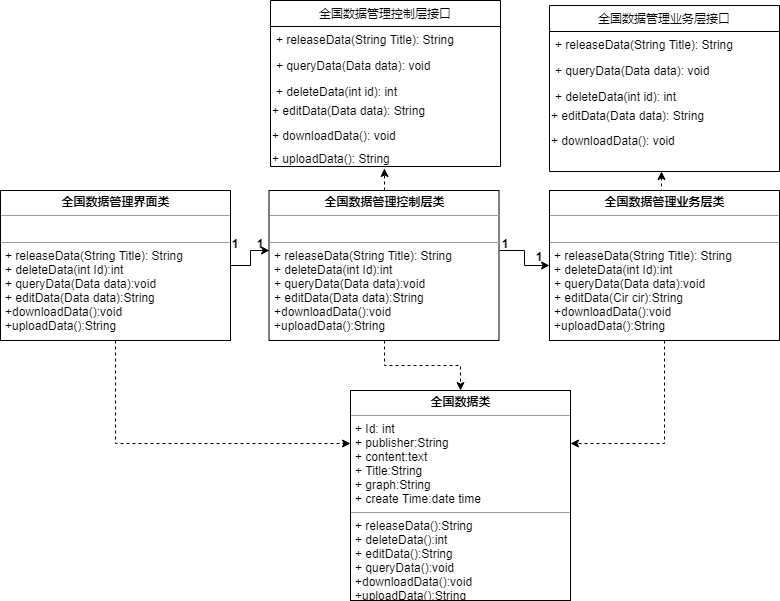 全国数据管理控制层接口
+ releaseData(String Title): String
+ queryData(Data data): void
+ deleteData(int id): int
+ editData(Data data): String
+ downloadData(): void
+ uploadData(): String
全国数据管理业务层接口
+ releaseData(String Title): String
+ queryData(Data data): void
+ deleteData(int id): int
+ editData(Data data): String
+ downloadData(): void
全国数据管理界面类
+ releaseData(String Title): String
+ deleteData(int Id):int
+ queryData(Data data):void
+ editData(Data data):String
+downloadData():void
+uploadData():String
1
1
全国数据管理控制层类
+ releaseData(String Title): String
+ deleteData(int Id):int
+ queryData(Data data):void
+ editData(Data data):String
+downloadData():void
+uploadData():String
1
1
全国数据管理业务层类
+ releaseData(String Title): String
+ deleteData(int Id):int
+ queryData(Data data):void
+ editData(Cir cir):String
+downloadData():void
+uploadData():String
全国数据类
+ Id: int
+ publisher:String
+ content:text
+ Title:String
+ graph:String
+ create Time:date time
+ releaseData():String
+ deleteData():int
+ editData():String
+ queryData():void
+downloadData():void
+uploadData():String